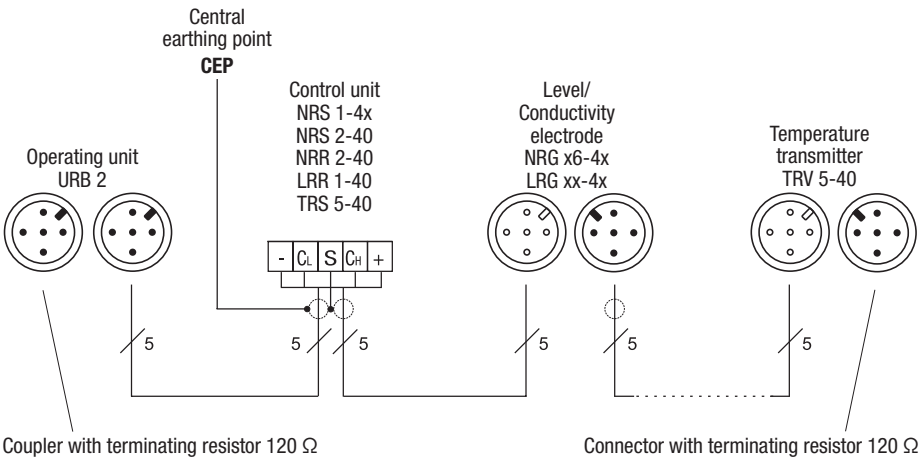 Central
earthing point
CEP
Control unit
NRS 1-4x
NRS 2-40
NRR 2-40
LRR 1-40
TRS 5-40
Level/
Conductivity
electrode
NRG x6-4x
LRG xx-4x
Temperature
transmitter
TRV 5-40
Operating unit
URB 2
- CL S CH +
5
5
5
5
5
5
Coupler with terminating resistor 120 Ω
Connector with terminating resistor 120 Ω